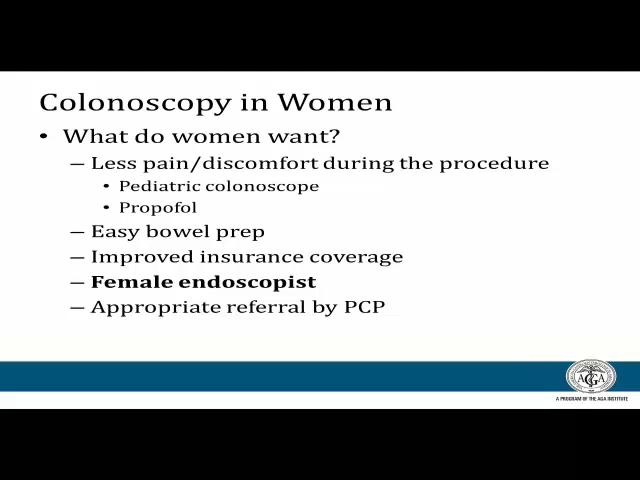 Colonoscopy in Women
• What do women want?
– Less pain/discomfort during the procedure
• Pediatric colonoscope
• Propofol
– Easy bowel prep
– Improved insurance coverage
– Female endoscopist
– Appropriate referral by PCP
AGA
A PROGRAM OF THE AGA INSTITUTE